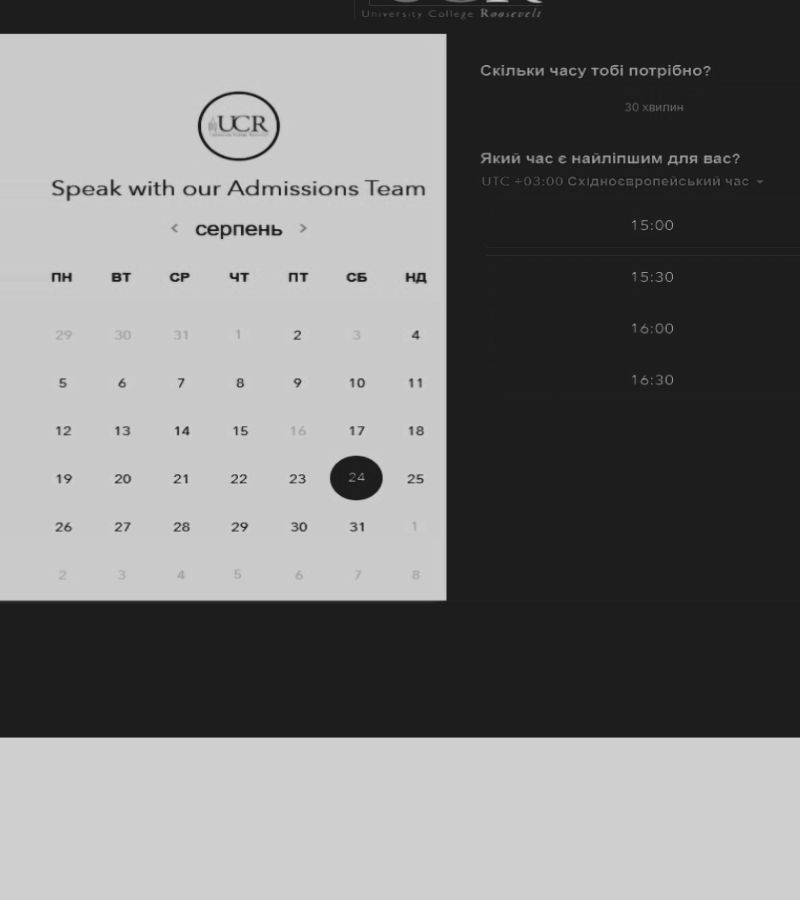 University College Roosevelt
UCR
Speak with our Admissions Team
< серпень >
ПН ВТ СР ЧТ ПТ СБ НД
29 30 31 1 2 3 4
5 6 7 8 9 10 11
12 13 14 15 16 17 18
19 20 21 22 23 24 25
26 27 28 29 30 31 1
2 3 4 5 6 7 8
Скільки часу тобі потрібно?
30 хвилин
Який час є найліпшим для вас?
UTC +03:00 Східноєвропейський час
15:00
15:30
16:00
16:30